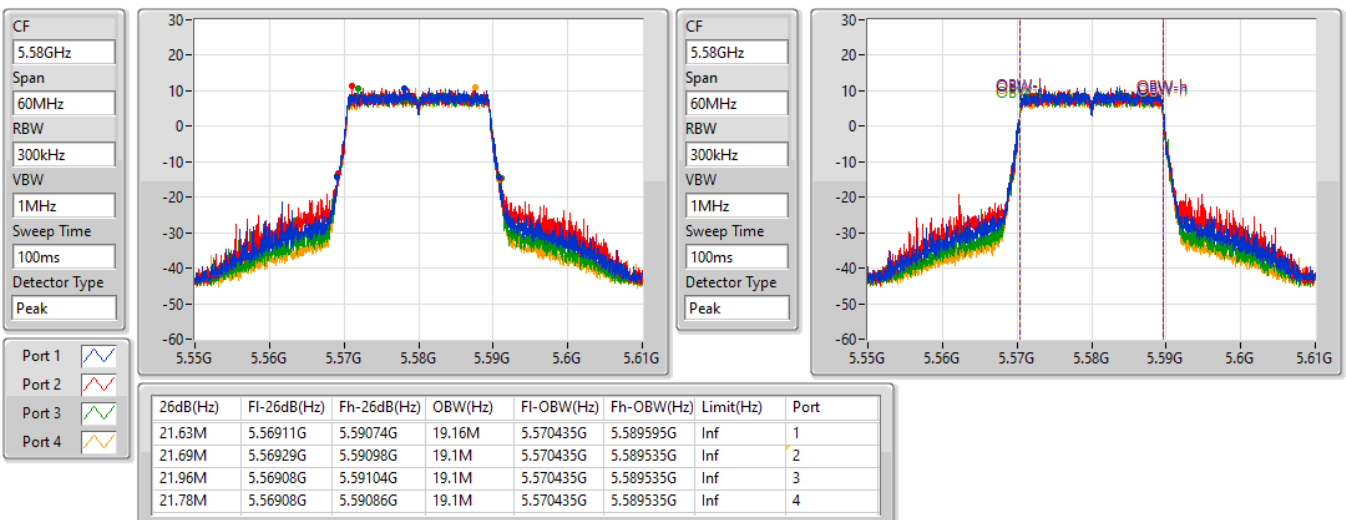 CF
5.58GHz
Span
60MHz
RBW
300kHz
VBW
1MHz
Sweep Time
100ms
Detector Type
Peak
30
20
10
0
-10
-20
-30
-40
-50
-60
5.55G 5.56G 5.57G 5.58G 5.59G 5.6G 5.61G
CF
5.58GHz
Span
60MHz
RBW
300kHz
VBW
1MHz
Sweep Time
100ms
Detector Type
Peak
30
20
10
0
-10
-20
-30
-40
-50
-60
OBW-h
5.55G 5.56G 5.57G 5.58G 5.59G 5.6G 5.61G
Port 1
Port 2
Port 3
Port 4
26dB(Hz) Fl-26dB(Hz) Fh-26dB(Hz) OBW(Hz) Fl-OBW(Hz) Fh-OBW(Hz) Limit(Hz) Port
21.63M 5.56911G 5.59074G 19.16M 5.570435G 5.589595G Inf 1
21.69M 5.56929G 5.59098G 19.1M 5.570435G 5.589535G Inf 2
21.96M 5.56908G 5.59104G 19.1M 5.570435G 5.589535G Inf 3
21.78M 5.56908G 5.59086G 19.1M 5.570435G 5.589535G Inf 4